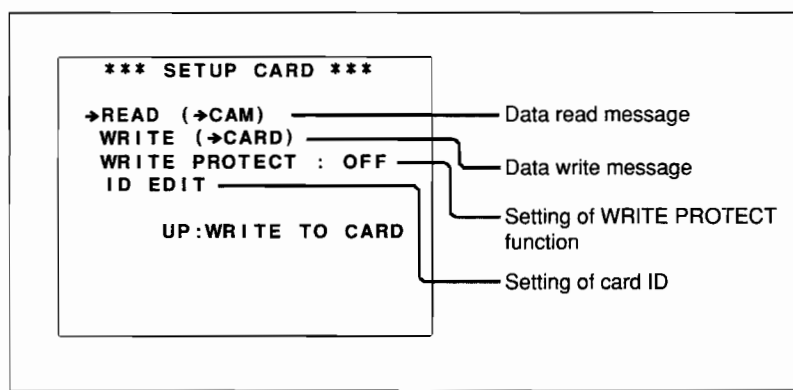 *** SETUP CARD ***
→READ (→CAM)
WRITE (→CARD)
WRITE PROTECT : OFF
ID EDIT
UP:WRITE TO CARD
Data read message
Data write message
Setting of WRITE PROTECT
function
Setting of card ID